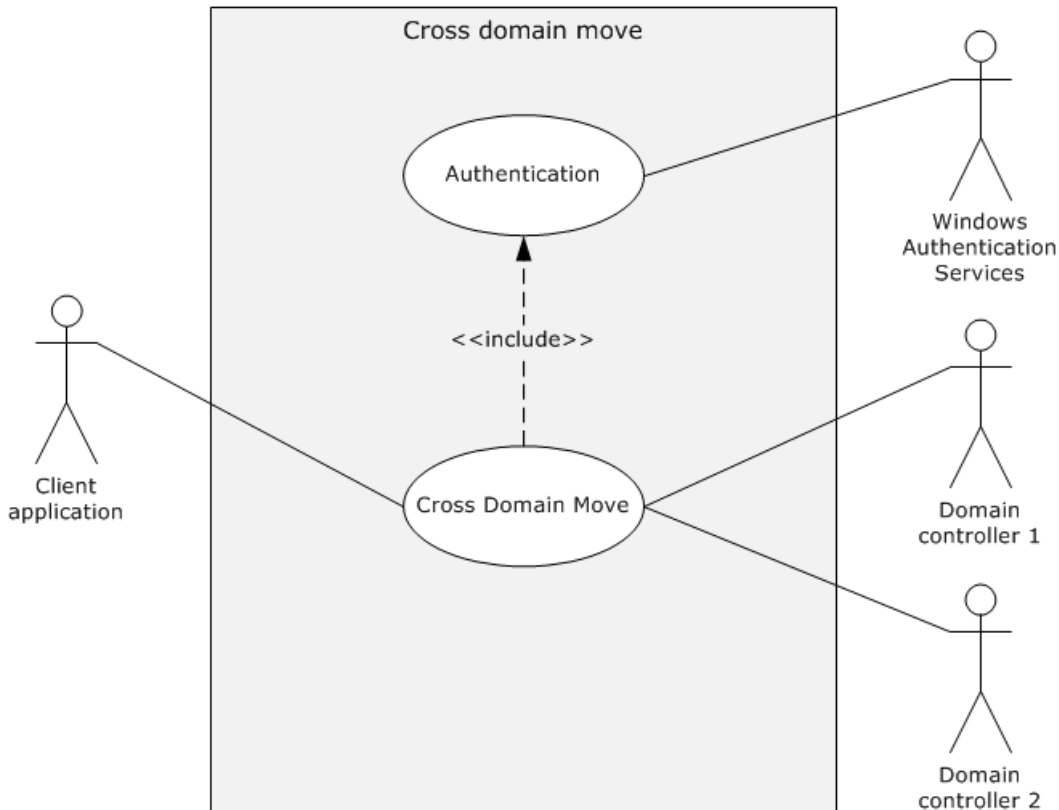 Cross domain move
Authentication
Windows
Authentication
Services
<<include>>
Client
application
Cross Domain Move
Domain
controller 1
Domain
controller 2